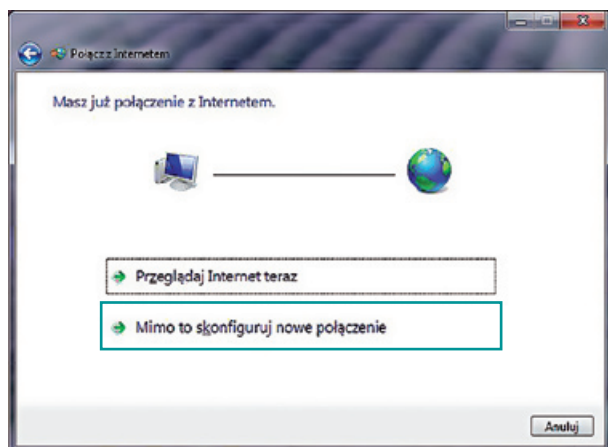 Połącz z Internetem
Masz już połączenie z Internetem.
Przeglądaj Internet teraz
Mimo to skonfiguruj nowe połączenie
Anuluj